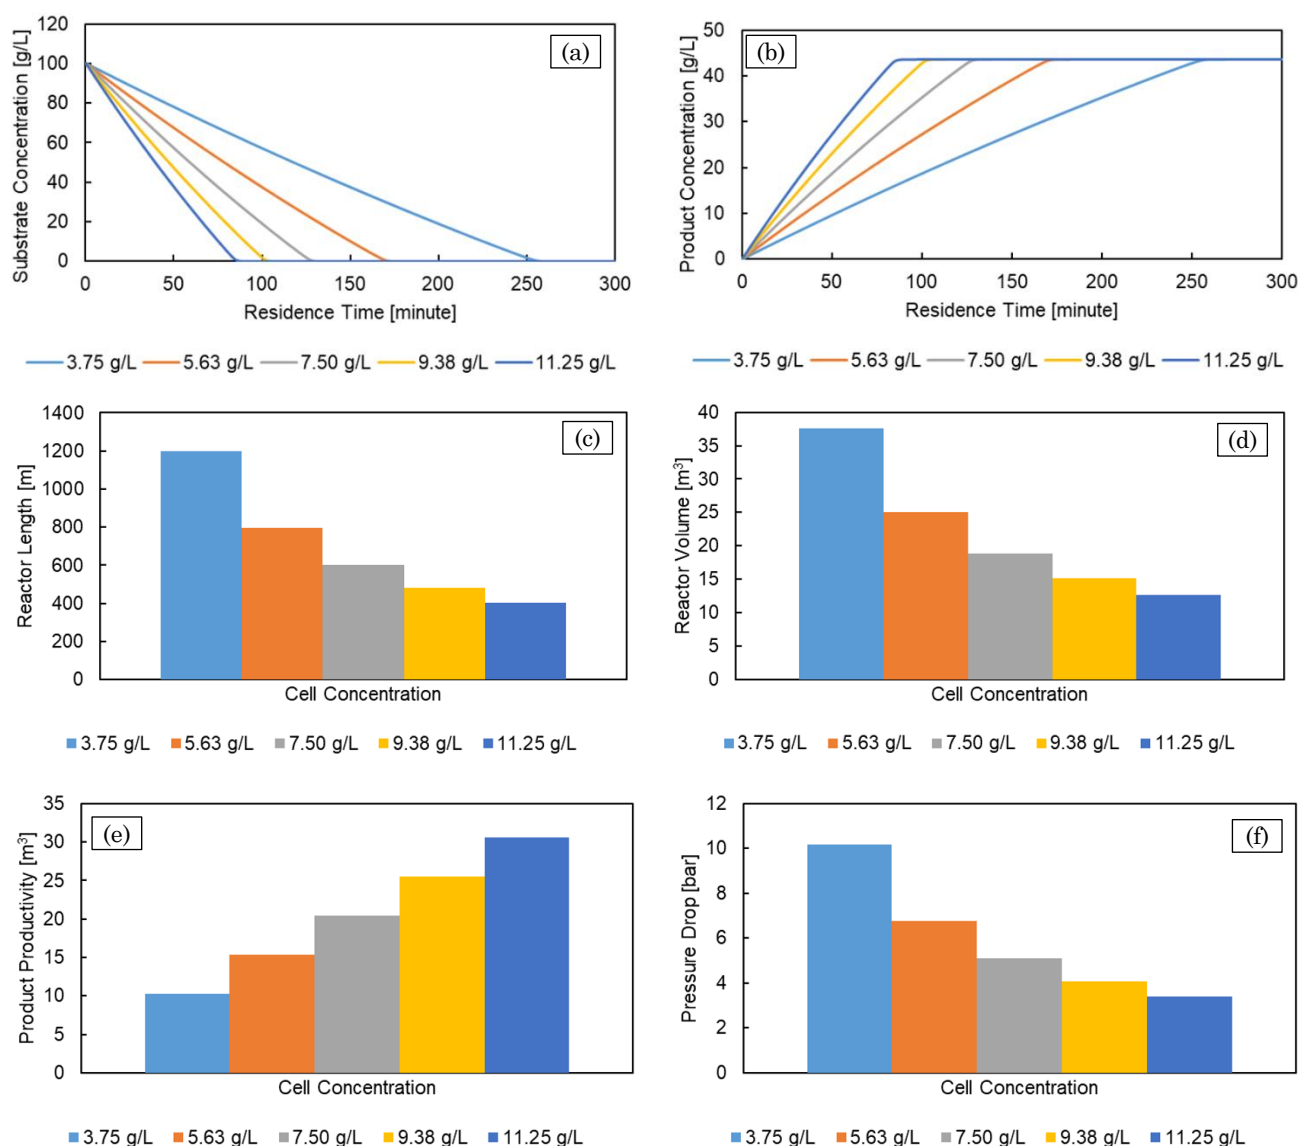 (a)
Substrate Concentration [g/L]
120
100
80
60
40
20
0
0 50 100 150 200 250 300
Residence Time [minute]
3.75 g/L 5.63 g/L 7.50 g/L 9.38 g/L 11.25 g/L
(b)
Product Concentration [g/L]
50
40
30
20
10
0
0 50 100 150 200 250 300
Residence Time [minute]
3.75 g/L 5.63 g/L 7.50 g/L 9.38 g/L 11.25 g/L
(c)
Reactor Length [m]
1400
1200
1000
800
600
400
200
0
Cell Concentration
3.75 g/L 5.63 g/L 7.50 g/L 9.38 g/L 11.25 g/L
(d)
Reactor Volume [m³]
40
35
30
25
20
15
10
5
0
Cell Concentration
3.75 g/L 5.63 g/L 7.50 g/L 9.38 g/L 11.25 g/L
(e)
Product Productivity [m³]
35
30
25
20
15
10
5
0
Cell Concentration
3.75 g/L 5.63 g/L 7.50 g/L 9.38 g/L 11.25 g/L
(f)
Pressure Drop [bar]
12
10
8
6
4
2
0
Cell Concentration
3.75 g/L 5.63 g/L 7.50 g/L 9.38 g/L 11.25 g/L